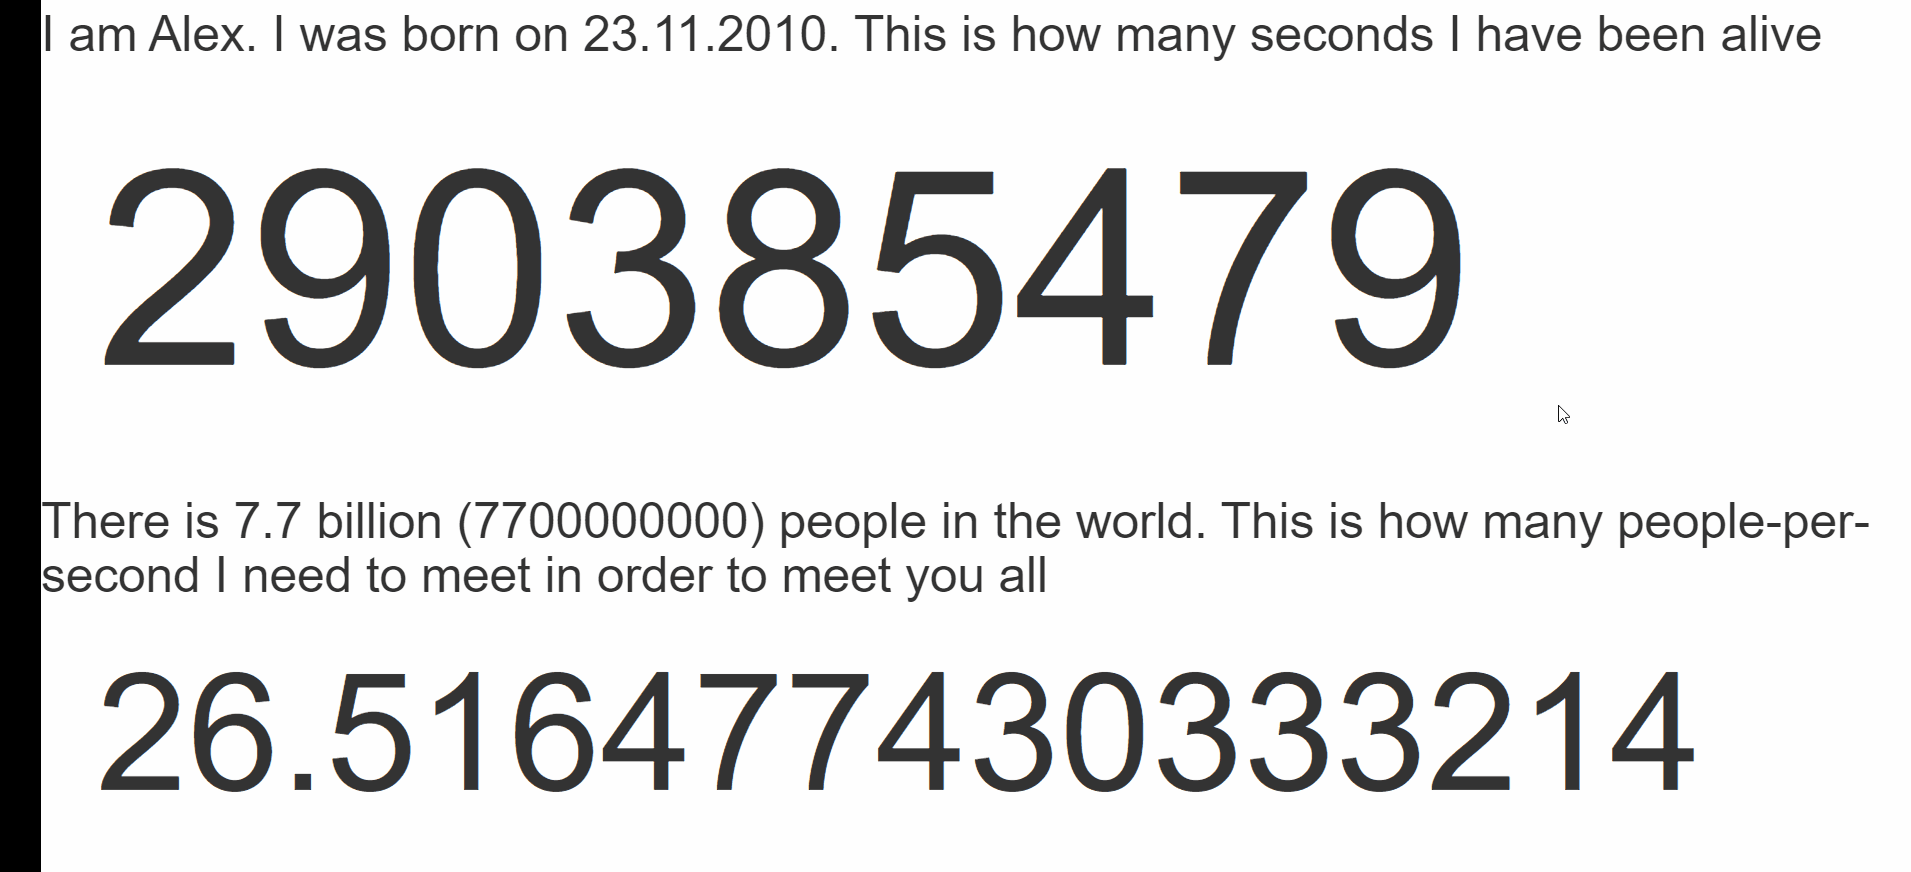 I am Alex. I was born on 23.11.2010. This is how many seconds I have been alive
290385479
There is 7.7 billion (7700000000) people in the world. This is how many people-per-
second I need to meet in order to meet you all
26.516477430333214